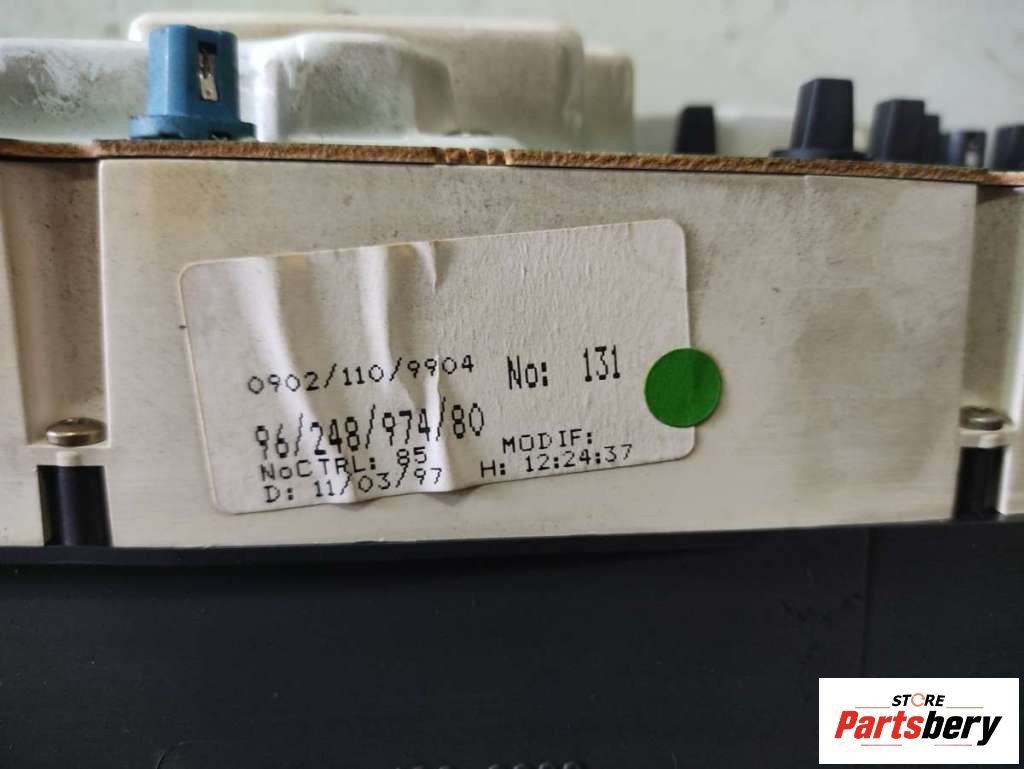 0902/110/9904 No: 131
96/248/974/80
NoCTRL: 85 MODIF:
D: 11/03/97 H: 12:24:37
STORE
Partsbery